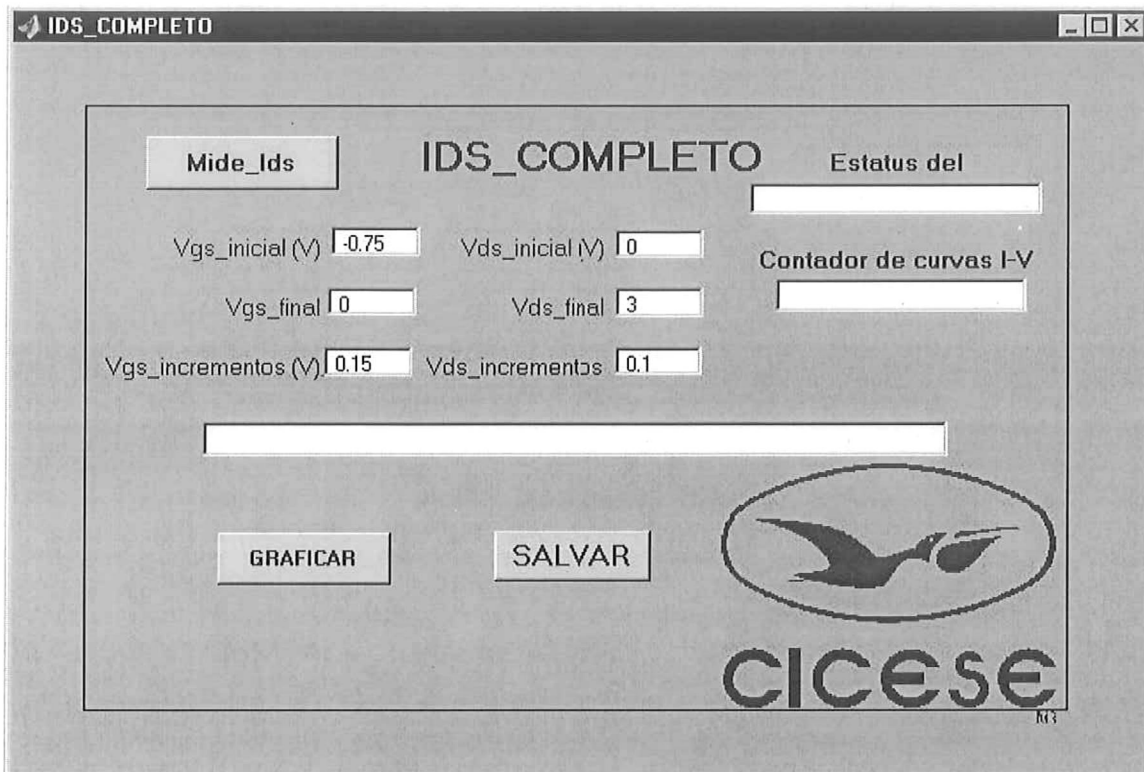 IDS_COMPLETO
Mide_Ids
IDS_COMPLETO
Estatus del
Vgs_inicial (V) -0.75
Vds_inicial (V) 0
Contador de curvas I-V
Vgs_final 0
Vds_final 3
Vgs_incrementos (V) 0.15
Vds_incrementos 0.1
GRAFICAR
SALVAR
CICESE